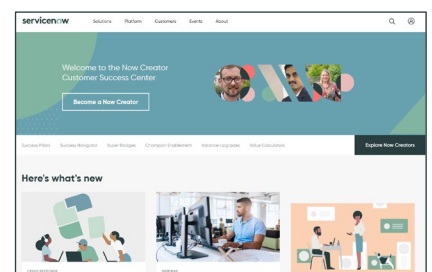 servicenow
Solutions Platform Customers Events About
Welcome to the Now Creator
Customer Success Center
Become a Now Creator
Success Pillars Success Navigator Super Badges Champion Enablement Instance Upgrades Value Calculators Explore Now Creators
Here's what's new
WEBINAR